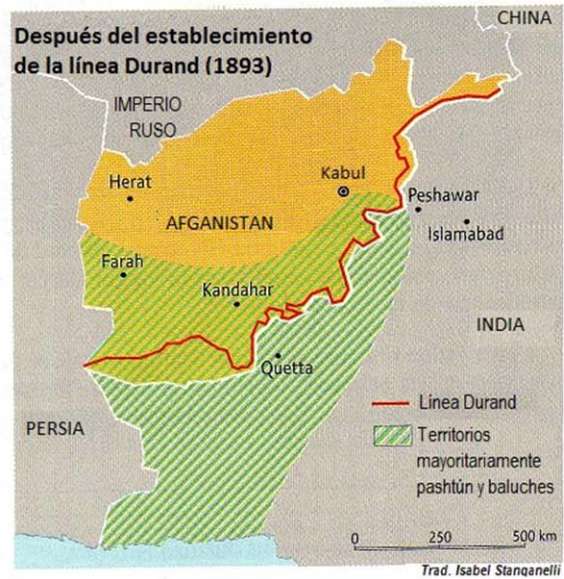 Después del establecimiento
de la línea Durand (1893)
CHINA
IMPERIO
RUSO
Herat
Kabul
Peshawar
AFGANISTAN
Islamabad
Farah
Kandahar
INDIA
Quetta
PERSIA
Linea Durand
Territorios
mayoritariamente
pashtún y baluches
0 250 500 km
Trad. Isabel Stanganelli